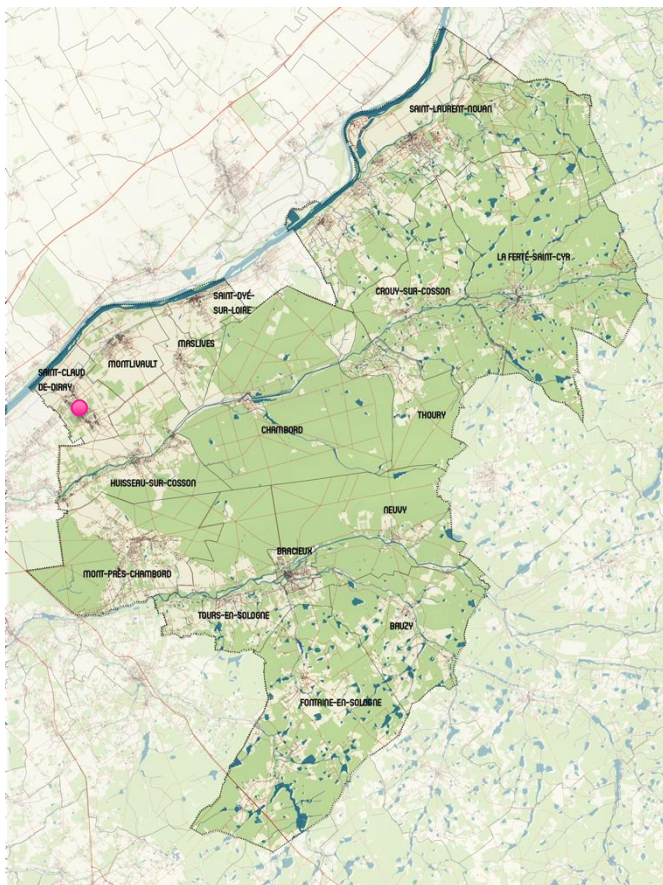 SAINT-LAURENT-NOUAN
LA FERTÉ-SAINT-CYR
CROUY-SUR-COSSON
SAINT-DYÉ-
SUR-LOIRE
MASLIVES
MONTLIVAULT
SAINT-CLAUD
DE-DIRAY
THOURY
CHAMBORD
HUISSEAU-SUR-COSSON
NEUVY
BRACIEUX
MONT-PRÈS-CHAMBORD
TOURS-EN-SOLOGNE
BAUZY
FONTAINE-EN-SOLOGNE